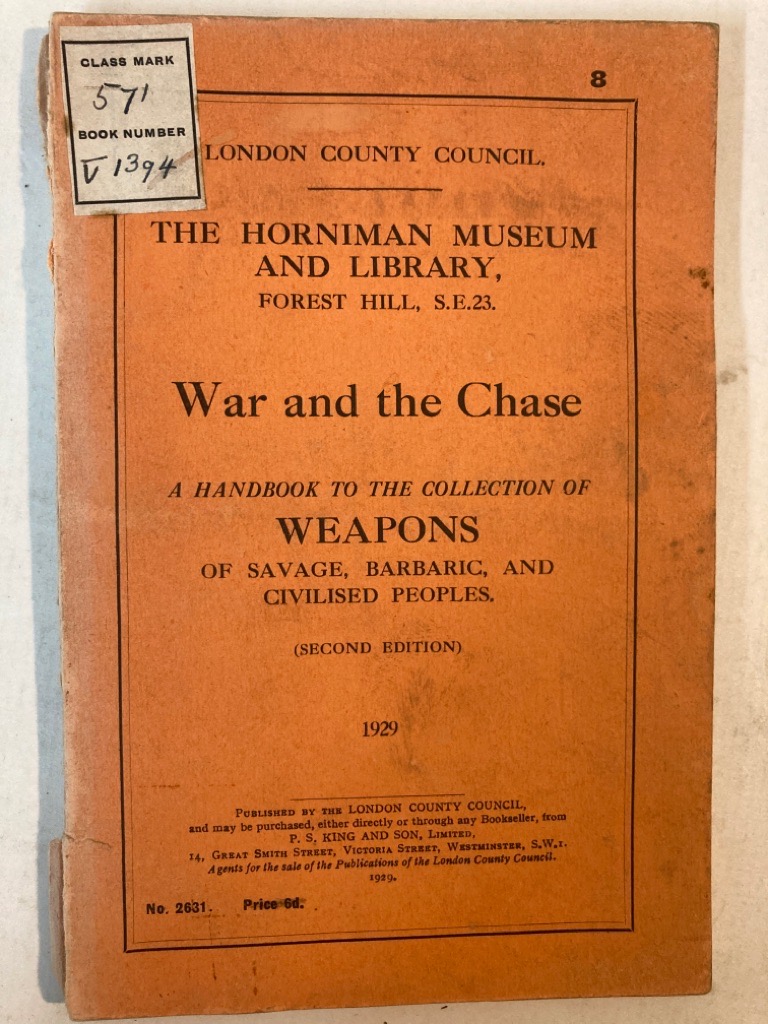 CLASS MARK
571
BOOK NUMBER
V 1394
8
LONDON COUNTY COUNCIL.
THE HORNIMAN MUSEUM
AND LIBRARY,
FOREST HILL, S.E.23.
War and the Chase
A HANDBOOK TO THE COLLECTION OF
WEAPONS
OF SAVAGE, BARBARIC, AND
CIVILISED PEOPLES.
(SECOND EDITION)
1929
PUBLISHED BY THE LONDON COUNTY COUNCIL,
and may be purchased, either directly or through any Bookseller, from
P. S. KING AND SON, LIMITED,
14, GREAT SMITH STREET, VICTORIA STREET, WESTMINSTER, S.W.1.
Agents for the sale of the Publications of the London County Council.
1929.
No. 2631. Price 6d.